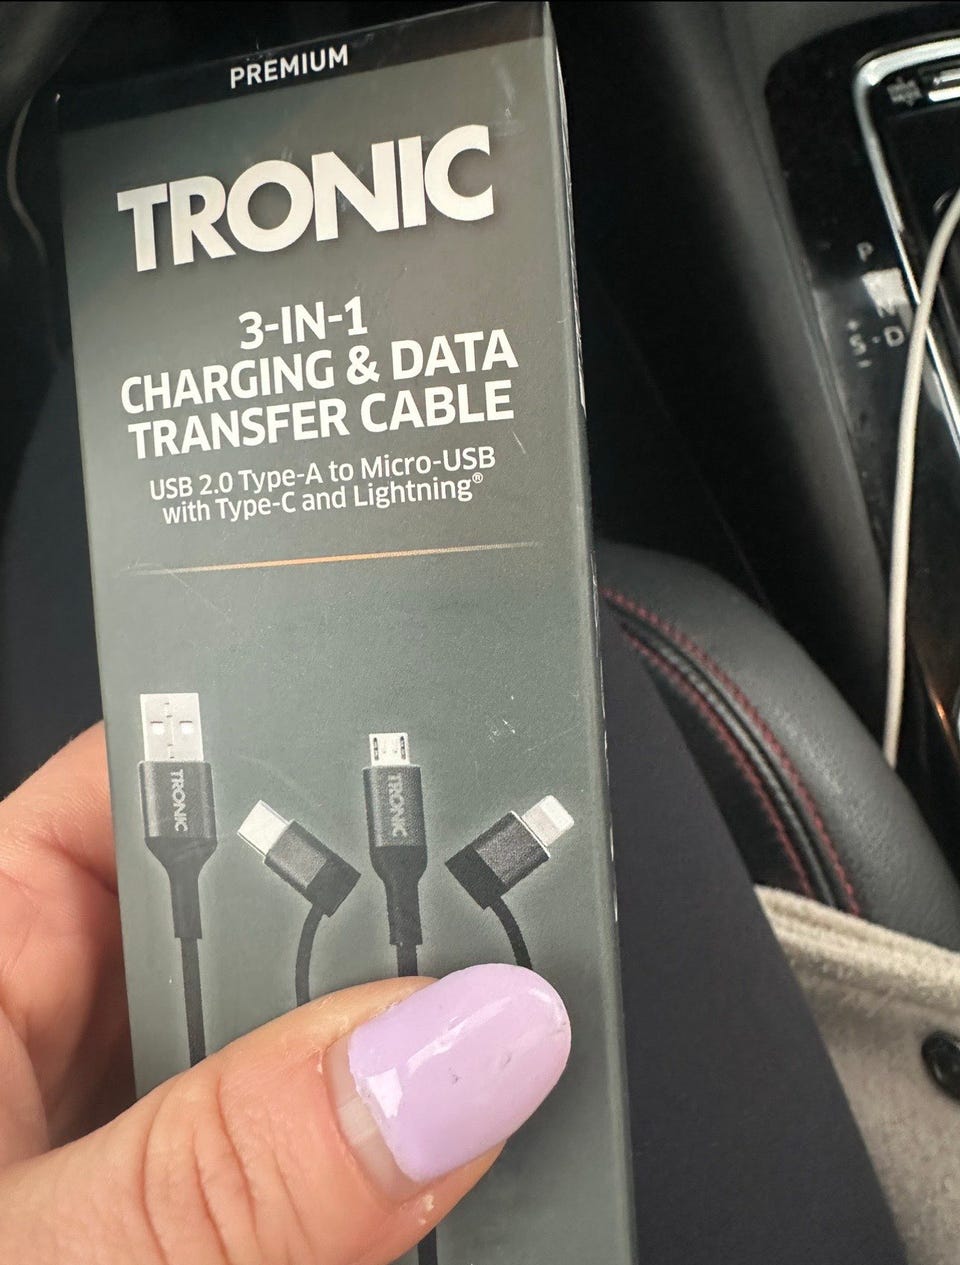 PREMIUM
TRONIC
3-IN-1
CHARGING & DATA
TRANSFER CABLE
USB 2.0 Type-A to Micro-USB
with Type-C and Lightning®
TRONIC
TRONIC
P
N
D
+
S
-